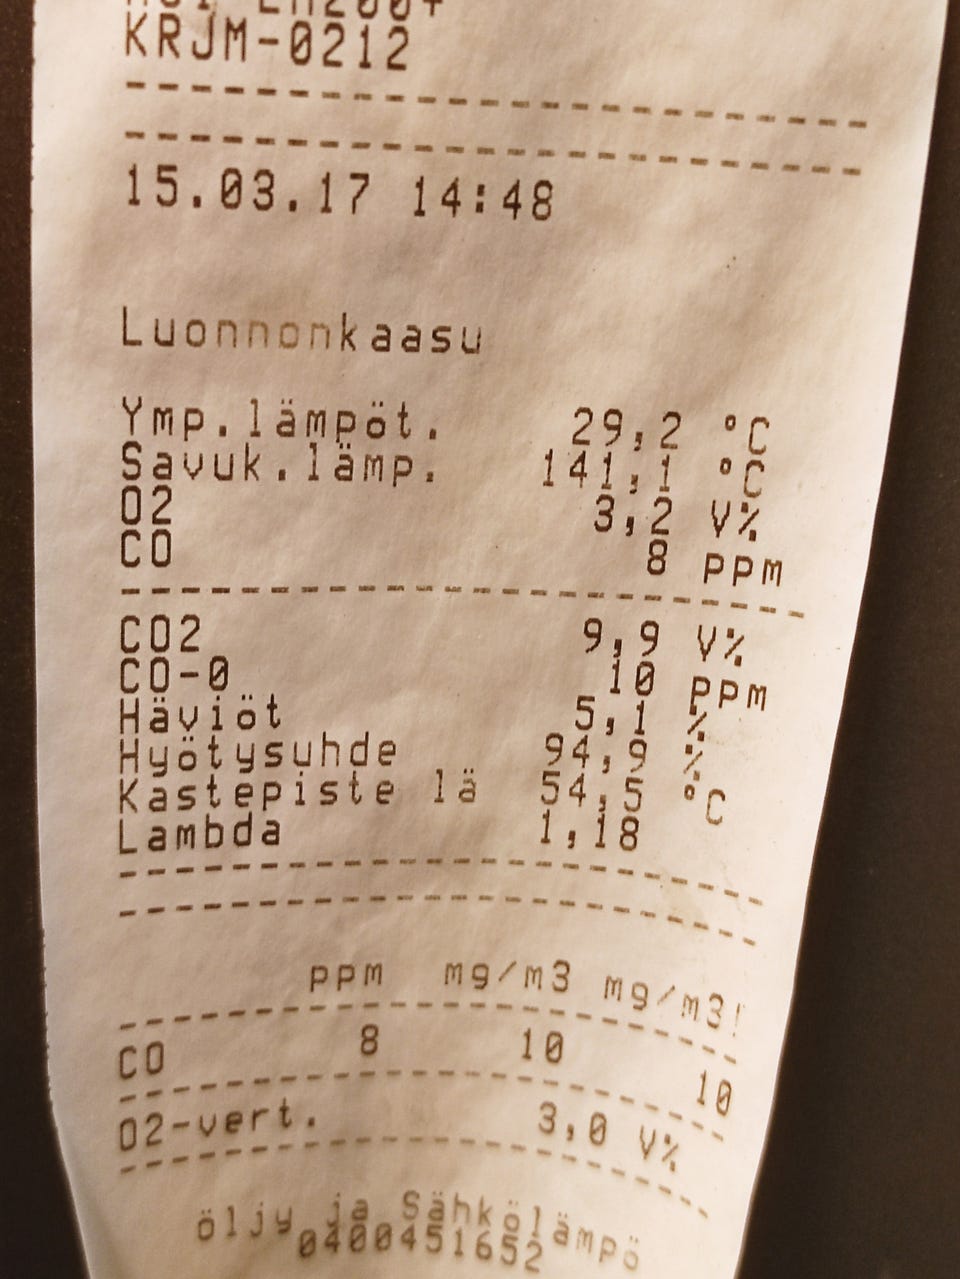 KRJM-0212
15.03.17 14:48
Luonnonkaasu
Ymp.lämpöt. 29,2 °C
Savuk.lämp. 141,1 °C
O2 3,2 V%
CO 8 ppm
CO2 9,9 V%
CO-0 10 ppm
Häviöt 5,1 %
Hyötysuhde 94,9 %
Kastepiste lä 54,5 °C
Lambda 1,18
ppm mg/m3 mg/m3!
CO 8 10 10
O2-vert. 3,0 V%
öljy ja Sähkölämpö
0400451652